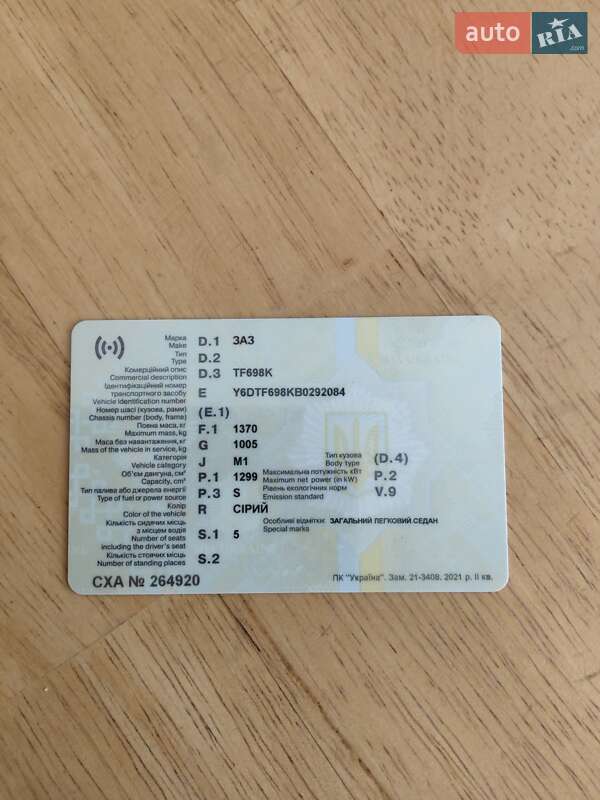 auto RIA .com
Марка D.1 ЗАЗ
Make
Тип D.2
Type
Комерційний опис D.3 TF698K
Commercial description
Ідентифікаційний номер
транспортного засобу E Y6DTF698KB0292084
Vehicle identification number
Номер шасі (кузова, рами) (E.1)
Chassis number (body, frame)
Повна маса, кг F.1 1370
Maximum mass, kg
Маса без навантаження, кг G 1005
Mass of the vehicle in service, kg
Категорія J M1
Vehicle category
Тип кузова (D.4)
Body type
Об'єм двигуна, см³ P.1 1299
Capacity, cm³
Максимальна потужність кВт P.2
Maximum net power (in kW)
Тип палива або джерела енергії P.3 S
Type of fuel or power source
Рівень екологічних норм V.9
Emission standard
Колір R СІРИЙ
Color of the vehicle
Кількість сидячих місць
з місцем водія S.1 5
Number of seats
including the driver's seat
Особливі відмітки: ЗАГАЛЬНИЙ ЛЕГКОВИЙ СЕДАН
Special marks
Кількість стоячих місць S.2
Number of standing places
СХА № 264920
ПК "Україна". Зам. 21-3408. 2021 р. II кв.